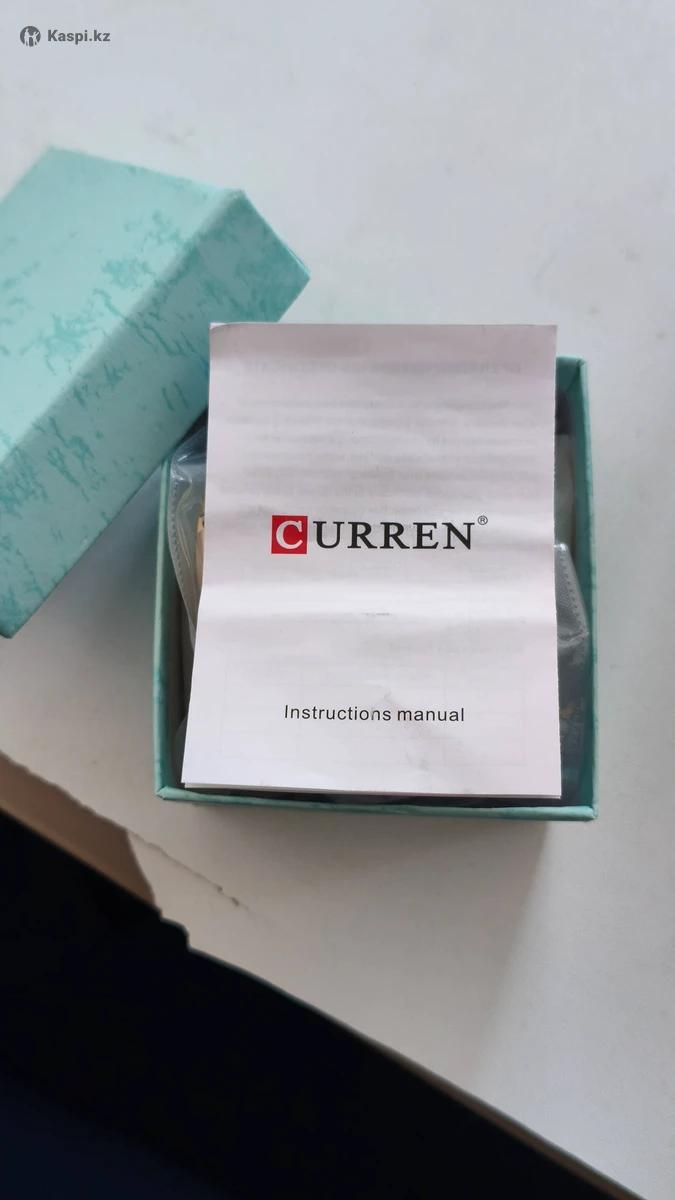 Kaspi.kz
CURREN®
Instructions manual